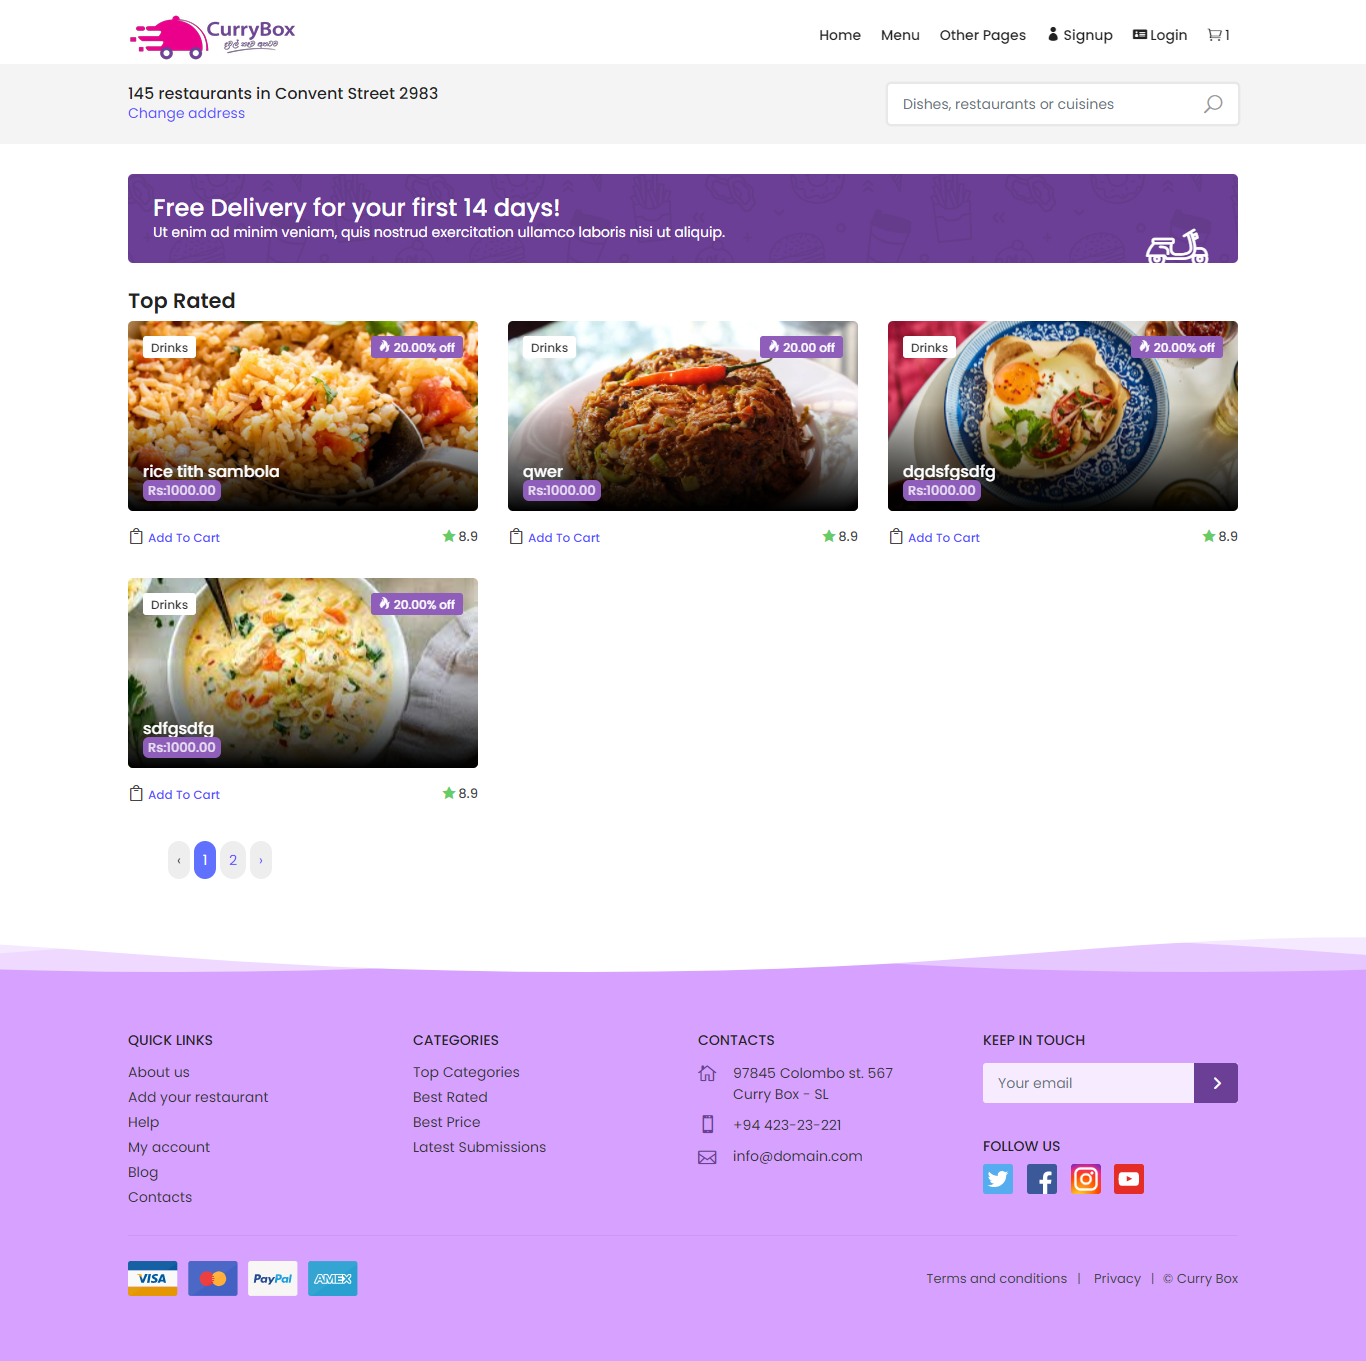 CurryBox
Home
Menu
Other Pages
Signup
Login
1
145 restaurants in Convent Street 2983
Change address
Dishes, restaurants or cuisines
Free Delivery for your first 14 days!
Ut enim ad minim veniam, quis nostrud exercitation ullamco laboris nisi ut aliquip.
Top Rated
Drinks
20.00% off
rice tith sambola
Rs:1000.00
Add To Cart
8.9
Drinks
20.00 off
qwer
Rs:1000.00
Add To Cart
8.9
Drinks
20.00% off
dgdsfgsdfg
Rs:1000.00
Add To Cart
8.9
Drinks
20.00% off
sdfgsdfg
Rs:1000.00
Add To Cart
8.9
‹ 1 2 ›
QUICK LINKS
About us
Add your restaurant
Help
My account
Blog
Contacts
CATEGORIES
Top Categories
Best Rated
Best Price
Latest Submissions
CONTACTS
97845 Colombo st. 567
Curry Box - SL
+94 423-23-221
info@domain.com
KEEP IN TOUCH
Your email
FOLLOW US
VISA
PayPal
AMEX
Terms and conditions | Privacy | © Curry Box